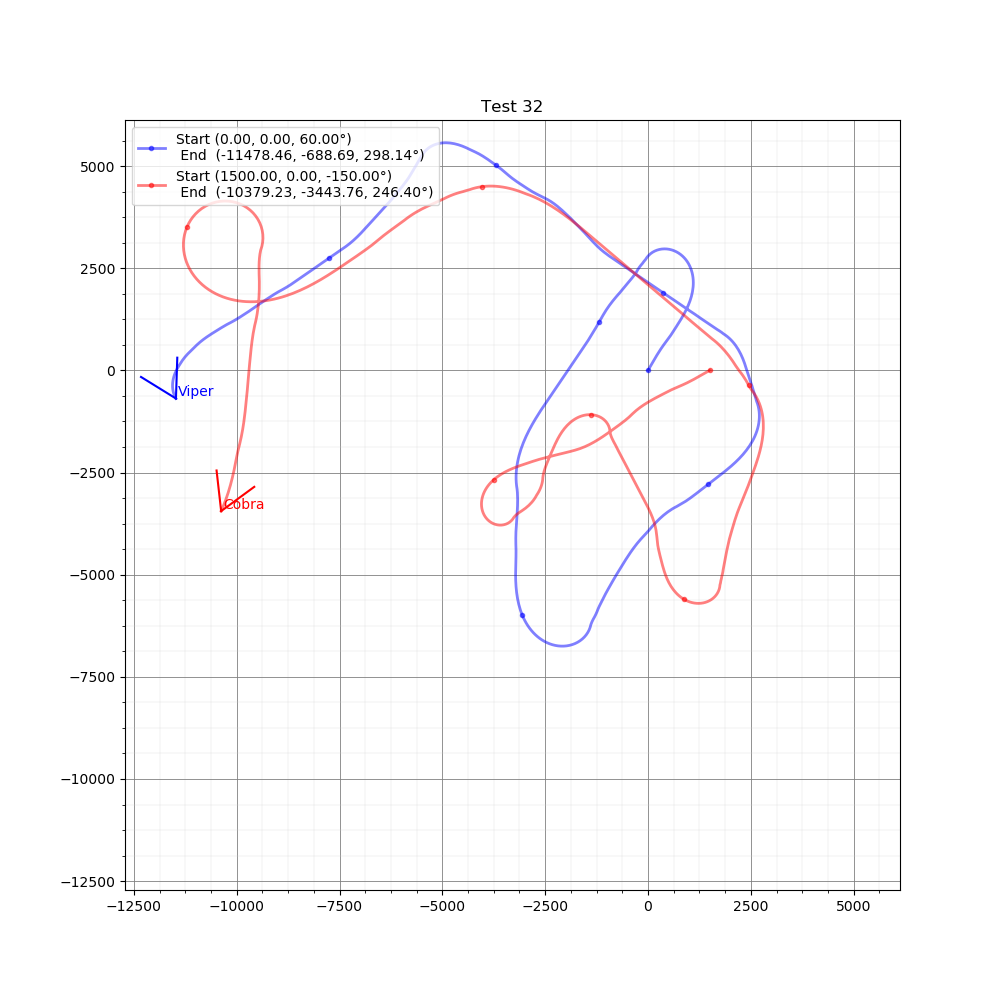 Test 32
Start (0.00, 0.00, 60.00°)
End (-11478.46, -688.69, 298.14°)
Start (1500.00, 0.00, -150.00°)
End (-10379.23, -3443.76, 246.40°)
5000
2500
0
−2500
−5000
−7500
−10000
−12500
Viper
Cobra
−12500 −10000 −7500 −5000 −2500 0 2500 5000